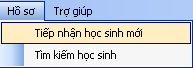 Hồ sơ Trợ giúp
Tiếp nhận học sinh mới
Tìm kiếm học sinh